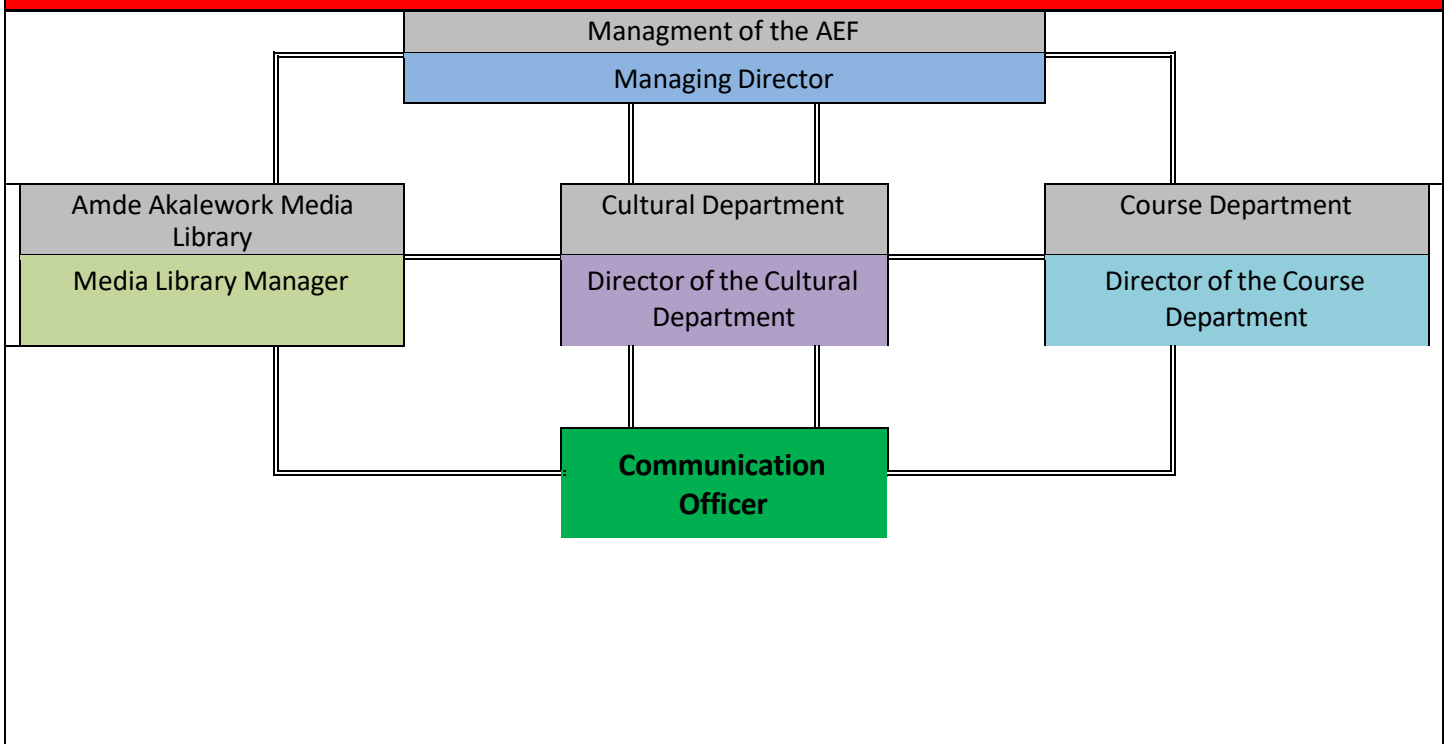 Managment of the AEF
Managing Director
Amde Akalework Media
Library
Media Library Manager
Cultural Department
Director of the Cultural
Department
Course Department
Director of the Course
Department
Communication
Officer